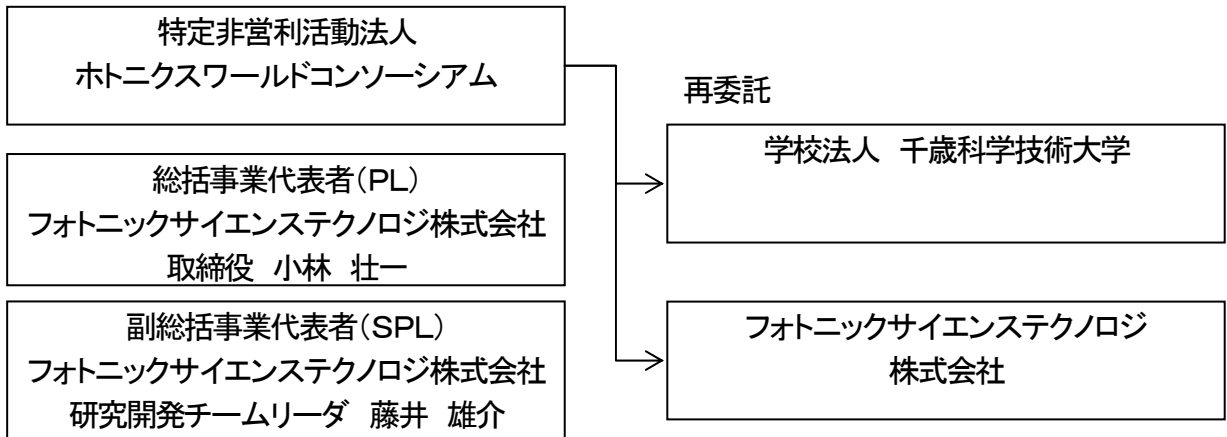 特定非営利活動法人
ホトニクスワールドコンソーシアム
総括事業代表者(PL)
フォトニックサイエンステクノロジ株式会社
取締役 小林 壮一
副総括事業代表者(SPL)
フォトニックサイエンステクノロジ株式会社
研究開発チームリーダ 藤井 雄介
再委託
学校法人 千歳科学技術大学
フォトニックサイエンステクノロジ
株式会社